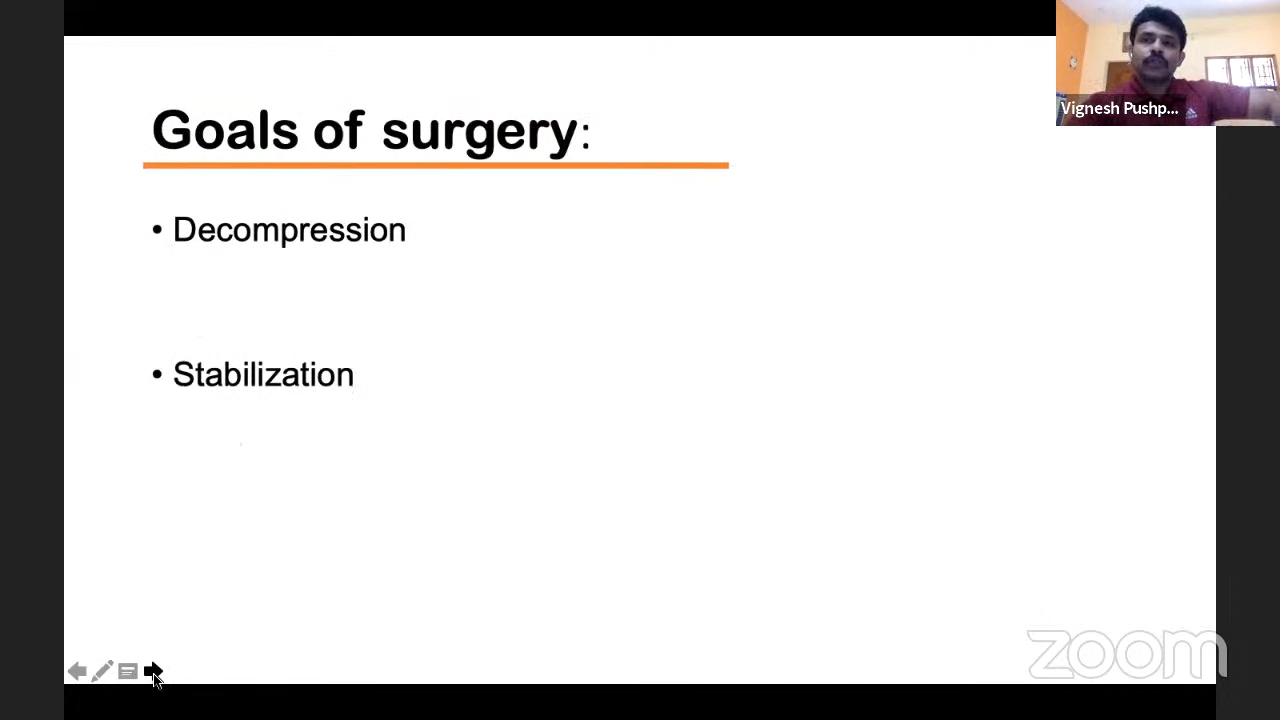 Goals of surgery:
• Decompression
• Stabilization
Vignesh Pushp...
zoom